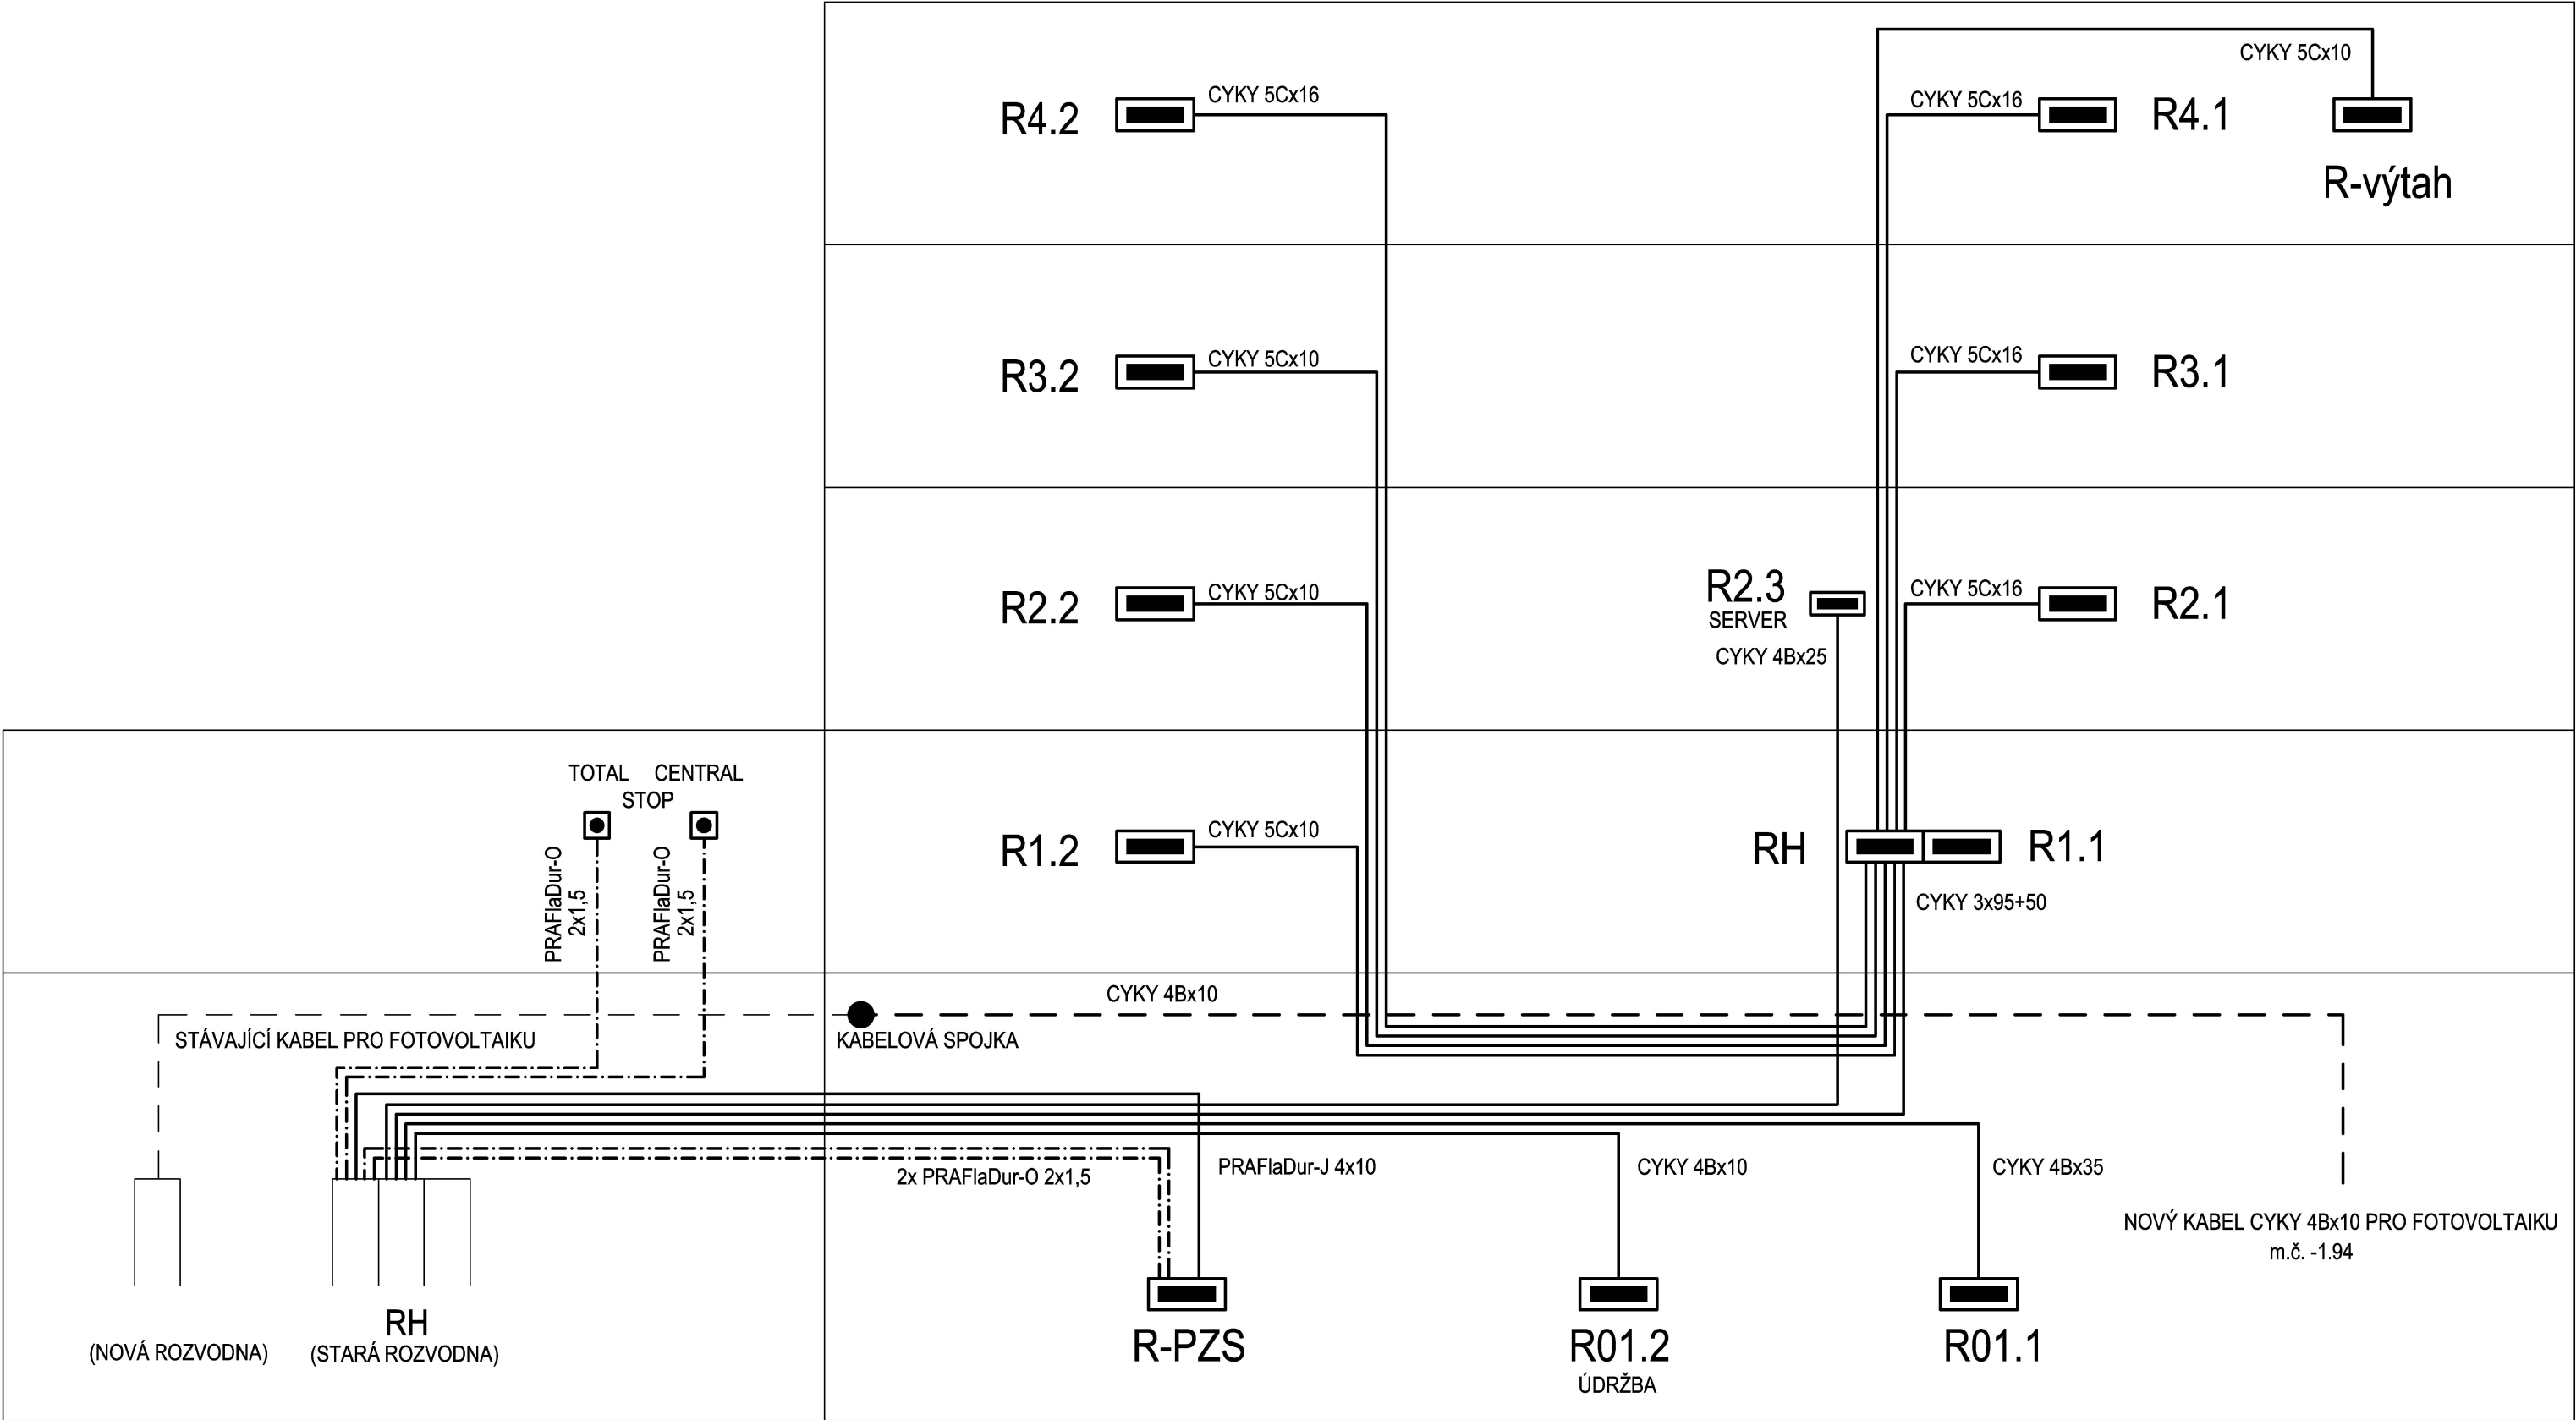 CYKY 5Cx10
CYKY 5Cx16
CYKY 5Cx16
R4.2
R4.1
R-výtah
CYKY 5Cx10
CYKY 5Cx16
R3.2
R3.1
R2.3
SERVER
CYKY 4Bx25
CYKY 5Cx10
CYKY 5Cx16
R2.2
R2.1
TOTAL CENTRAL
STOP
PRAFlaDur-O
2x1,5
PRAFlaDur-O
2x1,5
CYKY 5Cx10
R1.2
RH
R1.1
CYKY 3x95+50
CYKY 4Bx10
STÁVAJÍCÍ KABEL PRO FOTOVOLTAIKU
KABELOVÁ SPOJKA
2x PRAFlaDur-O 2x1,5
PRAFlaDur-J 4x10
CYKY 4Bx10
CYKY 4Bx35
NOVÝ KABEL CYKY 4Bx10 PRO FOTOVOLTAIKU
m.č. -1.94
(NOVÁ ROZVODNA)
RH
(STARÁ ROZVODNA)
R-PZS
R01.2
ÚDRŽBA
R01.1